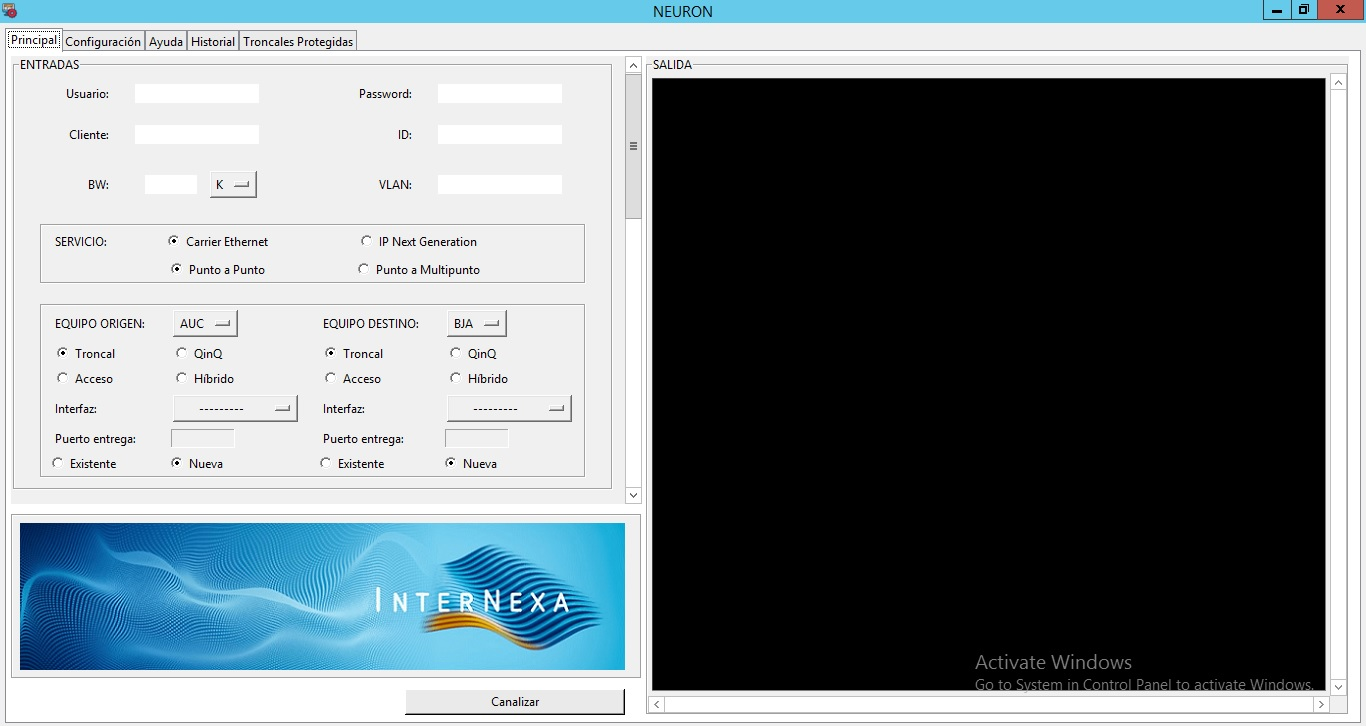 NEURON
Principal Configuración Ayuda Historial Troncales Protegidas
ENTRADAS
Usuario: Password:
Cliente: ID:
BW: K VLAN:
SERVICIO: Carrier Ethernet IP Next Generation
Punto a Punto Punto a Multipunto
EQUIPO ORIGEN: AUC EQUIPO DESTINO: BJA
Troncal QinQ Troncal QinQ
Acceso Híbrido Acceso Híbrido
Interfaz: --------- Interfaz: ---------
Puerto entrega: Puerto entrega:
Existente Nueva Existente Nueva
INTERNEXA
Canalizar
SALIDA
Activate Windows
Go to System in Control Panel to activate Windows.